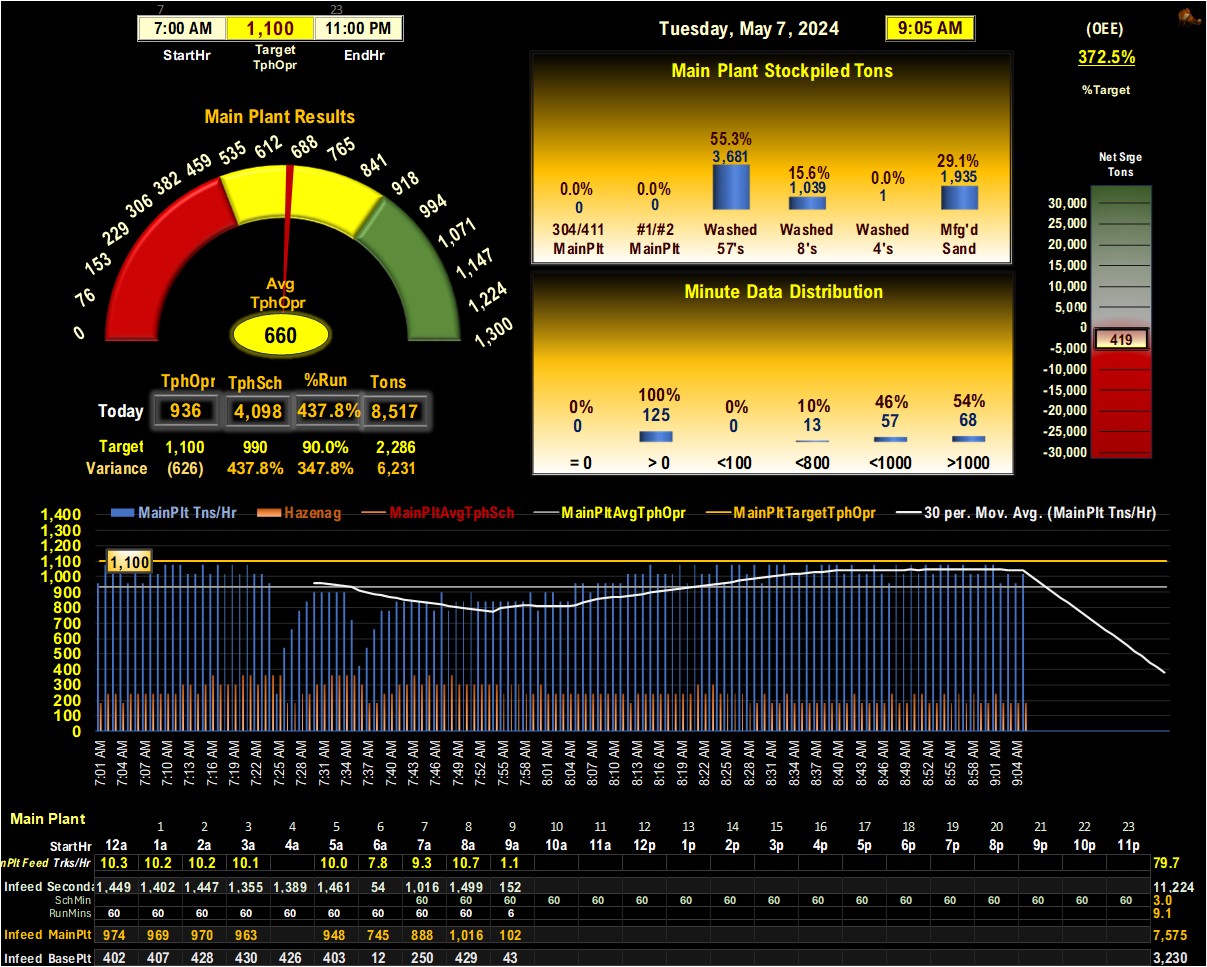 7 23
7:00 AM 1,100 11:00 PM
StartHr Target TphOpr EndHr
Tuesday, May 7, 2024 9:05 AM
(OEE)
372.5%
%Target
Main Plant Results
0 76 153 229 306 382 459 535 612 688 765 841 918 994 1,071 1,147 1,224 1,300
Avg
TphOpr
660
TphOpr TphSch %Run Tons
Today 936 4,098 437.8% 8,517
Target 1,100 990 90.0% 2,286
Variance (626) 437.8% 347.8% 6,231
Main Plant Stockpiled Tons
0.0% 0.0% 55.3% 15.6% 0.0% 29.1%
0 0 3,681 1,039 1 1,935
304/411 #1/#2 Washed Washed Washed Mfg'd
MainPlt MainPlt 57's 8's 4's Sand
Minute Data Distribution
0% 100% 0% 10% 46% 54%
0 125 0 13 57 68
= 0 > 0 <100 <800 <1000 >1000
Net Srge
Tons
30,000
25,000
20,000
15,000
10,000
5,000
0
419
-5,000
-10,000
-15,000
-20,000
-25,000
-30,000
MainPlt Tns/Hr Hazenag MainPltAvgTphSch MainPltAvgTphOpr MainPltTargetTphOpr 30 per. Mov. Avg. (MainPlt Tns/Hr)
1,400
1,300
1,200
1,100
1,100
1,000
900
800
700
600
500
400
300
200
100
0
7:01 AM 7:04 AM 7:07 AM 7:10 AM 7:13 AM 7:16 AM 7:19 AM 7:22 AM 7:25 AM 7:28 AM 7:31 AM 7:34 AM 7:37 AM 7:40 AM 7:43 AM 7:46 AM 7:49 AM 7:52 AM 7:55 AM 7:58 AM 8:01 AM 8:04 AM 8:07 AM 8:10 AM 8:13 AM 8:16 AM 8:19 AM 8:22 AM 8:25 AM 8:28 AM 8:31 AM 8:34 AM 8:37 AM 8:40 AM 8:43 AM 8:46 AM 8:49 AM 8:52 AM 8:55 AM 8:58 AM 9:01 AM 9:04 AM
Main Plant
1 2 3 4 5 6 7 8 9 10 11 12 13 14 15 16 17 18 19 20 21 22 23
StartHr 12a 1a 2a 3a 4a 5a 6a 7a 8a 9a 10a 11a 12p 1p 2p 3p 4p 5p 6p 7p 8p 9p 10p 11p
nPlt Feed Trks/Hr 10.3 10.2 10.2 10.1 10.0 7.8 9.3 10.7 1.1 79.7
Infeed Seconda 1,449 1,402 1,447 1,355 1,389 1,461 54 1,016 1,499 152 11,224
SchMin 60 60 60 60 60 60 60 60 60 60 60 60 60 60 60 60 60 3.0
RunMins 60 60 60 60 60 60 60 60 60 6 9.1
Infeed MainPlt 974 969 970 963 948 745 888 1,016 102 7,575
Infeed BasePlt 402 407 428 430 426 403 12 250 429 43 3,230